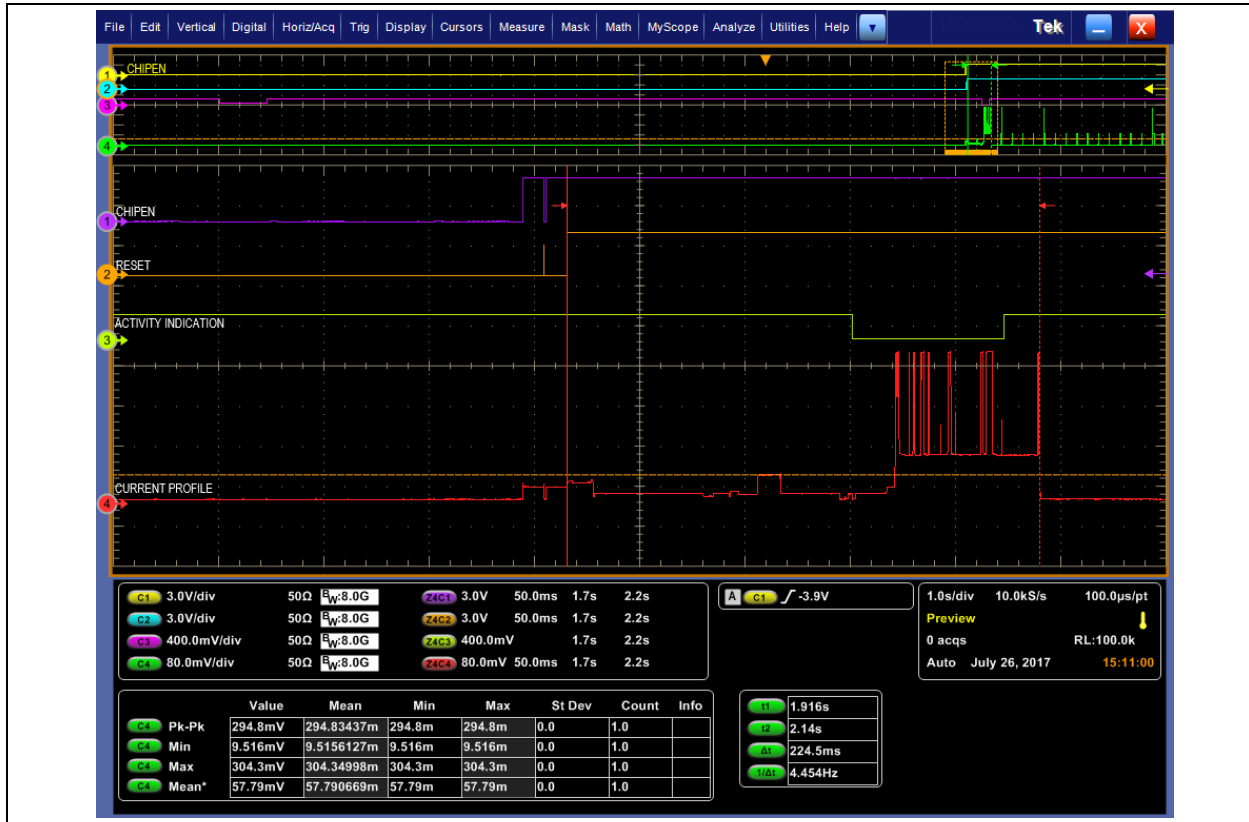 File Edit Vertical Digital Horiz/Acq Trig Display Cursors Measure Mask Math MyScope Analyze Utilities Help Tek X
CHIPEN
1
2
3
4
CHIPEN
1
RESET
2
ACTIVITY INDICATION
3
CURRENT PROFILE
4
C1 3.0V/div 50Ω BW:8.0G Z4C1 3.0V 50.0ms 1.7s 2.2s A C1 -3.9V 1.0s/div 10.0kS/s 100.0µs/pt
C2 3.0V/div 50Ω BW:8.0G Z4C2 3.0V 50.0ms 1.7s 2.2s Preview
C3 400.0mV/div 50Ω BW:8.0G Z4C3 400.0mV 1.7s 2.2s 0 acqs RL:100.0k
C4 80.0mV/div 50Ω BW:8.0G Z4C4 80.0mV 50.0ms 1.7s 2.2s Auto July 26, 2017 15:11:00
Value Mean Min Max St Dev Count Info
C4 Pk-Pk 294.8mV 294.83437m 294.8m 294.8m 0.0 1.0
C4 Min 9.516mV 9.5156127m 9.516m 9.516m 0.0 1.0
C4 Max 304.3mV 304.34998m 304.3m 304.3m 0.0 1.0
C4 Mean* 57.79mV 57.790669m 57.79m 57.79m 0.0 1.0
t1 1.916s
t2 2.14s
Δt 224.5ms
1/Δt 4.454Hz